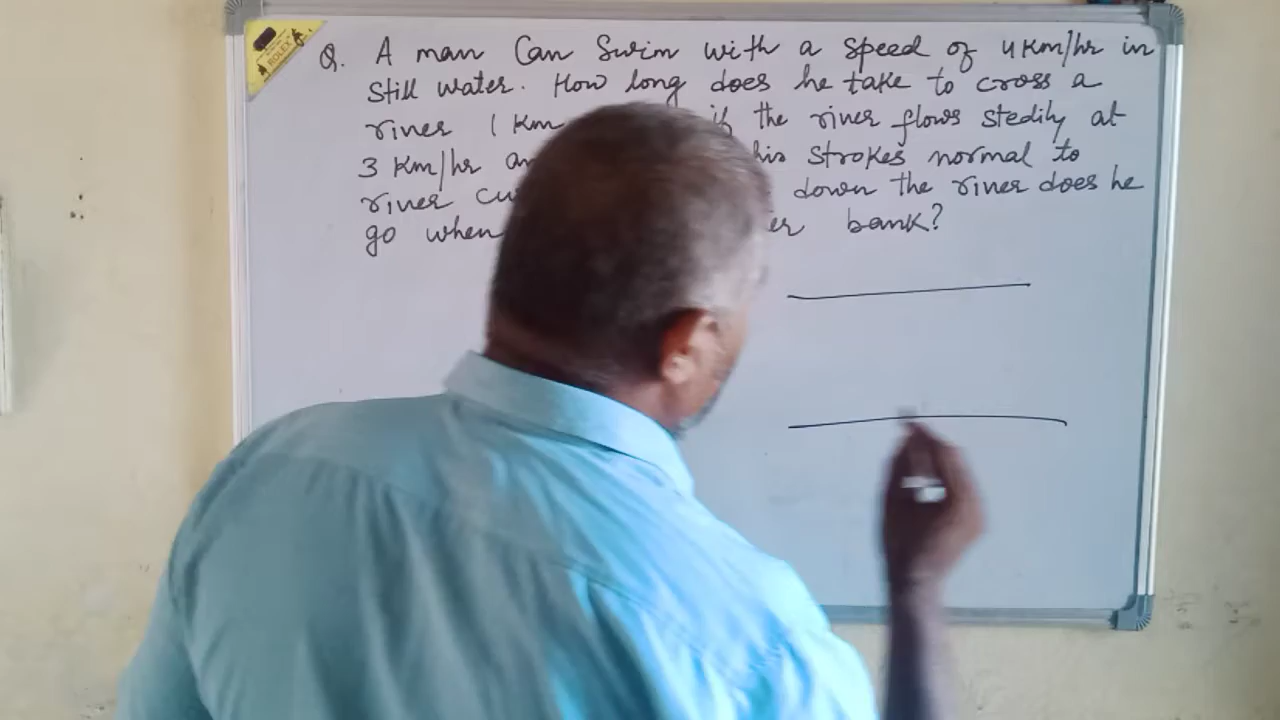 Q. A man Can Swim with a speed of 4 Km/hr in
Still water. How long does he take to cross a
river 1 Km if the river flows stedily at
3 Km/hr his strokes normal to
river down the river does he
go when bank?
ROLEX